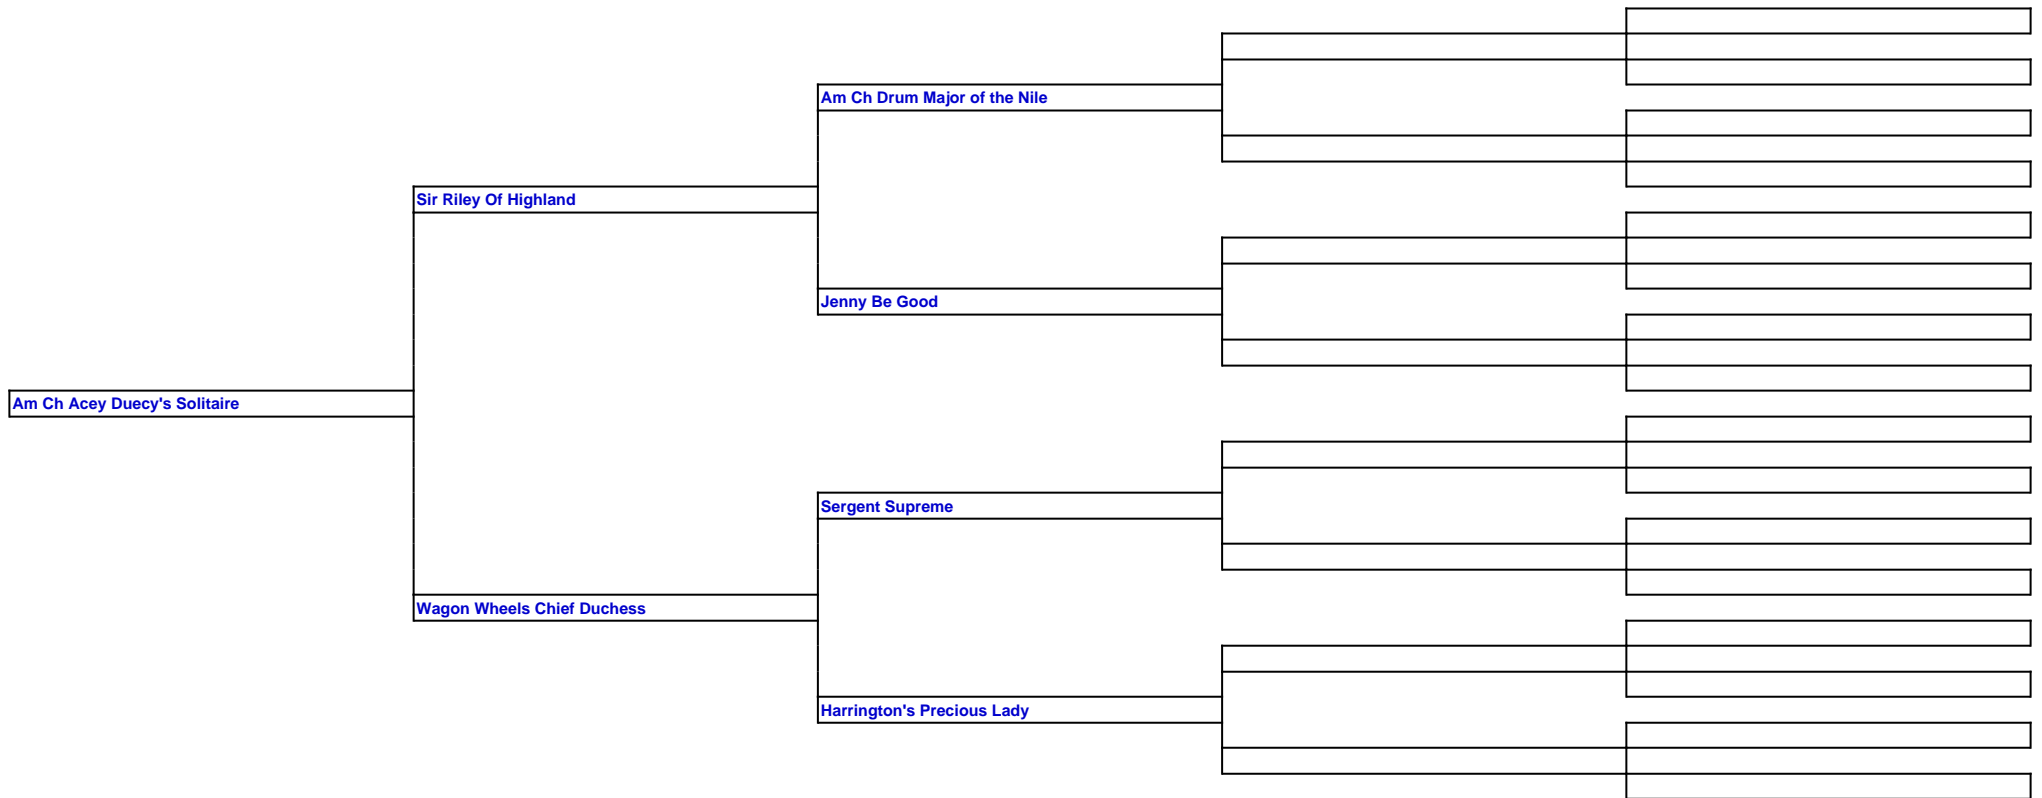 Am Ch Drum Major of the Nile
Sir Riley Of Highland
Jenny Be Good
Am Ch Acey Duecy's Solitaire
Sergent Supreme
Wagon Wheels Chief Duchess
Harrington's Precious Lady